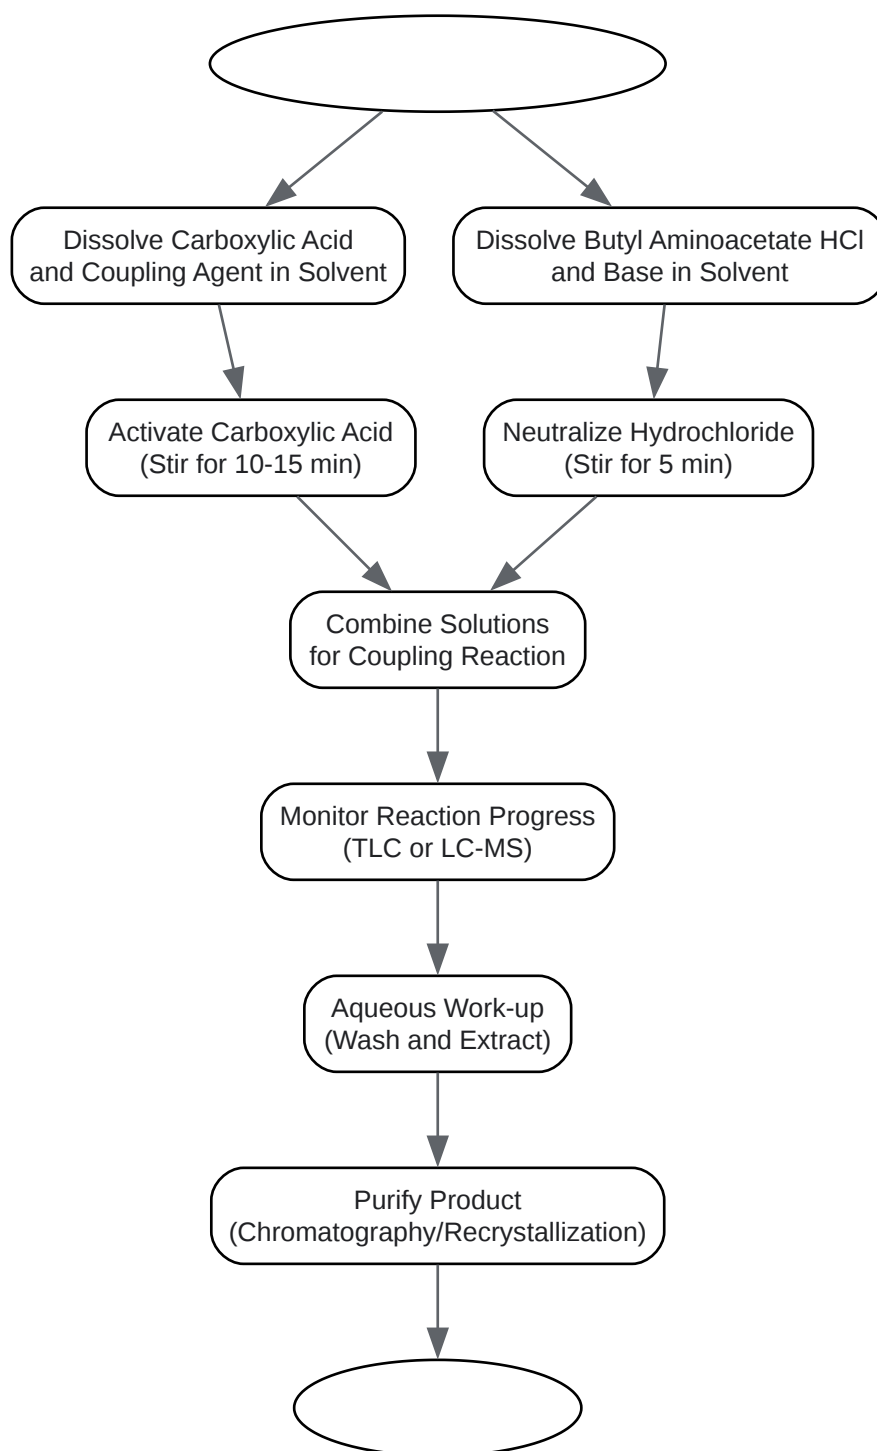 Dissolve Carboxylic Acid
and Coupling Agent in Solvent
Dissolve Butyl Aminoacetate HCl
and Base in Solvent
Activate Carboxylic Acid
(Stir for 10-15 min)
Neutralize Hydrochloride
(Stir for 5 min)
Combine Solutions
for Coupling Reaction
Monitor Reaction Progress
(TLC or LC-MS)
Aqueous Work-up
(Wash and Extract)
Purify Product
(Chromatography/Recrystallization)